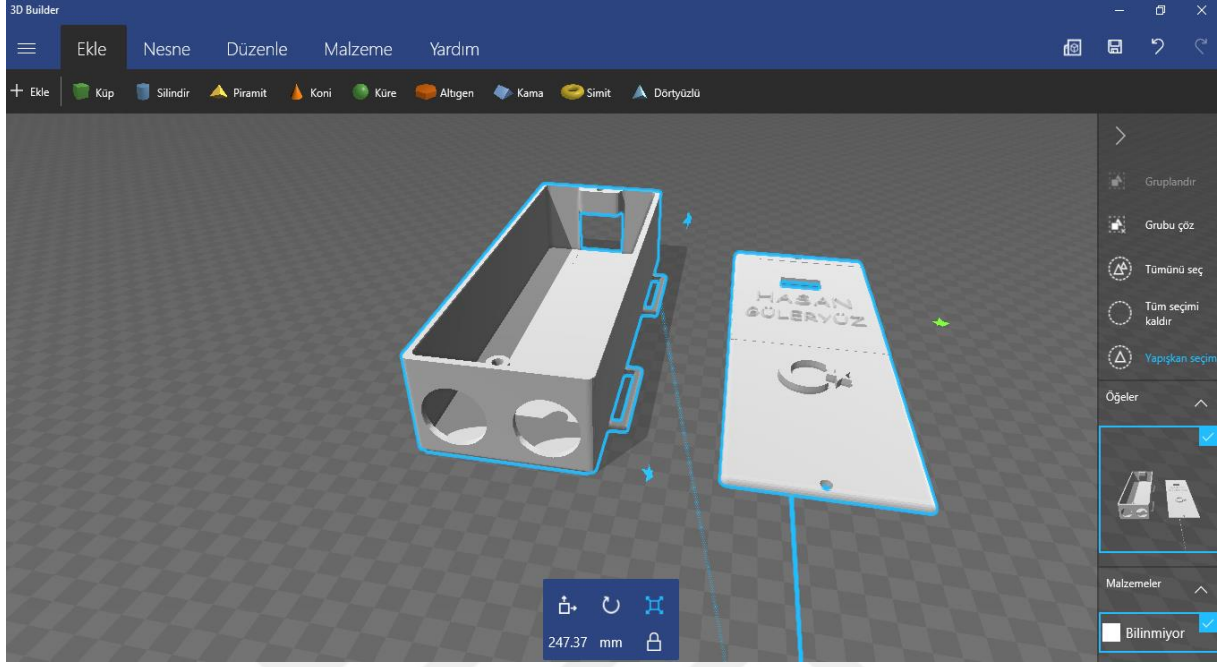 3D Builder
Ekle Nesne Düzenle Malzeme Yardım
+ Ekle Küp Silindir Piramit Koni Küre Altıgen Kama Simit Dörtyüzlü
Gruplandır
Grubu çöz
Tümünü seç
Tüm seçimi
kaldır
Yapışkan seçim
Öğeler
HASAN
GÜLERYÜZ
Malzemeler
Bilinmiyor
247.37 mm